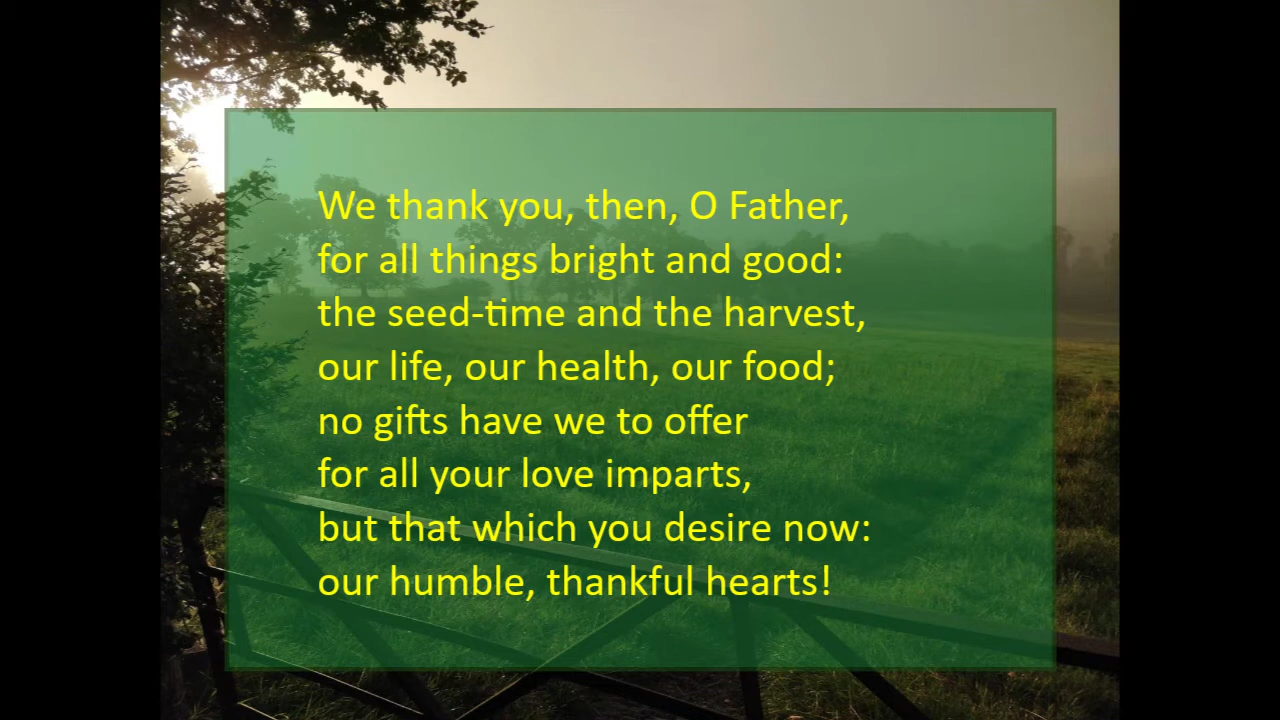 We thank you, then, O Father,
for all things bright and good:
the seed-time and the harvest,
our life, our health, our food;
no gifts have we to offer
for all your love imparts,
but that which you desire now:
our humble, thankful hearts!